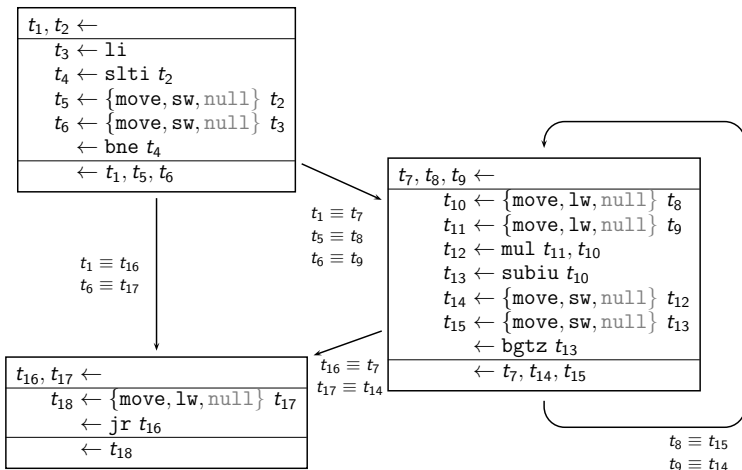 t₁, t₂ ←
t₃ ← li
t₄ ← slti t₂
t₅ ← {move, sw, null} t₂
t₆ ← {move, sw, null} t₃
← bne t₄
← t₁, t₅, t₆
t₁ ≡ t₇
t₅ ≡ t₈
t₆ ≡ t₉
t₁ ≡ t₁₆
t₆ ≡ t₁₇
t₇, t₈, t₉ ←
t₁₀ ← {move, lw, null} t₈
t₁₁ ← {move, lw, null} t₉
t₁₂ ← mul t₁₁, t₁₀
t₁₃ ← subiu t₁₀
t₁₄ ← {move, sw, null} t₁₂
t₁₅ ← {move, sw, null} t₁₃
← bgtz t₁₃
← t₇, t₁₄, t₁₅
t₁₆ ≡ t₇
t₁₇ ≡ t₁₄
t₁₆, t₁₇ ←
t₁₈ ← {move, lw, null} t₁₇
← jr t₁₆
← t₁₈
t₈ ≡ t₁₅
t₉ ≡ t₁₄